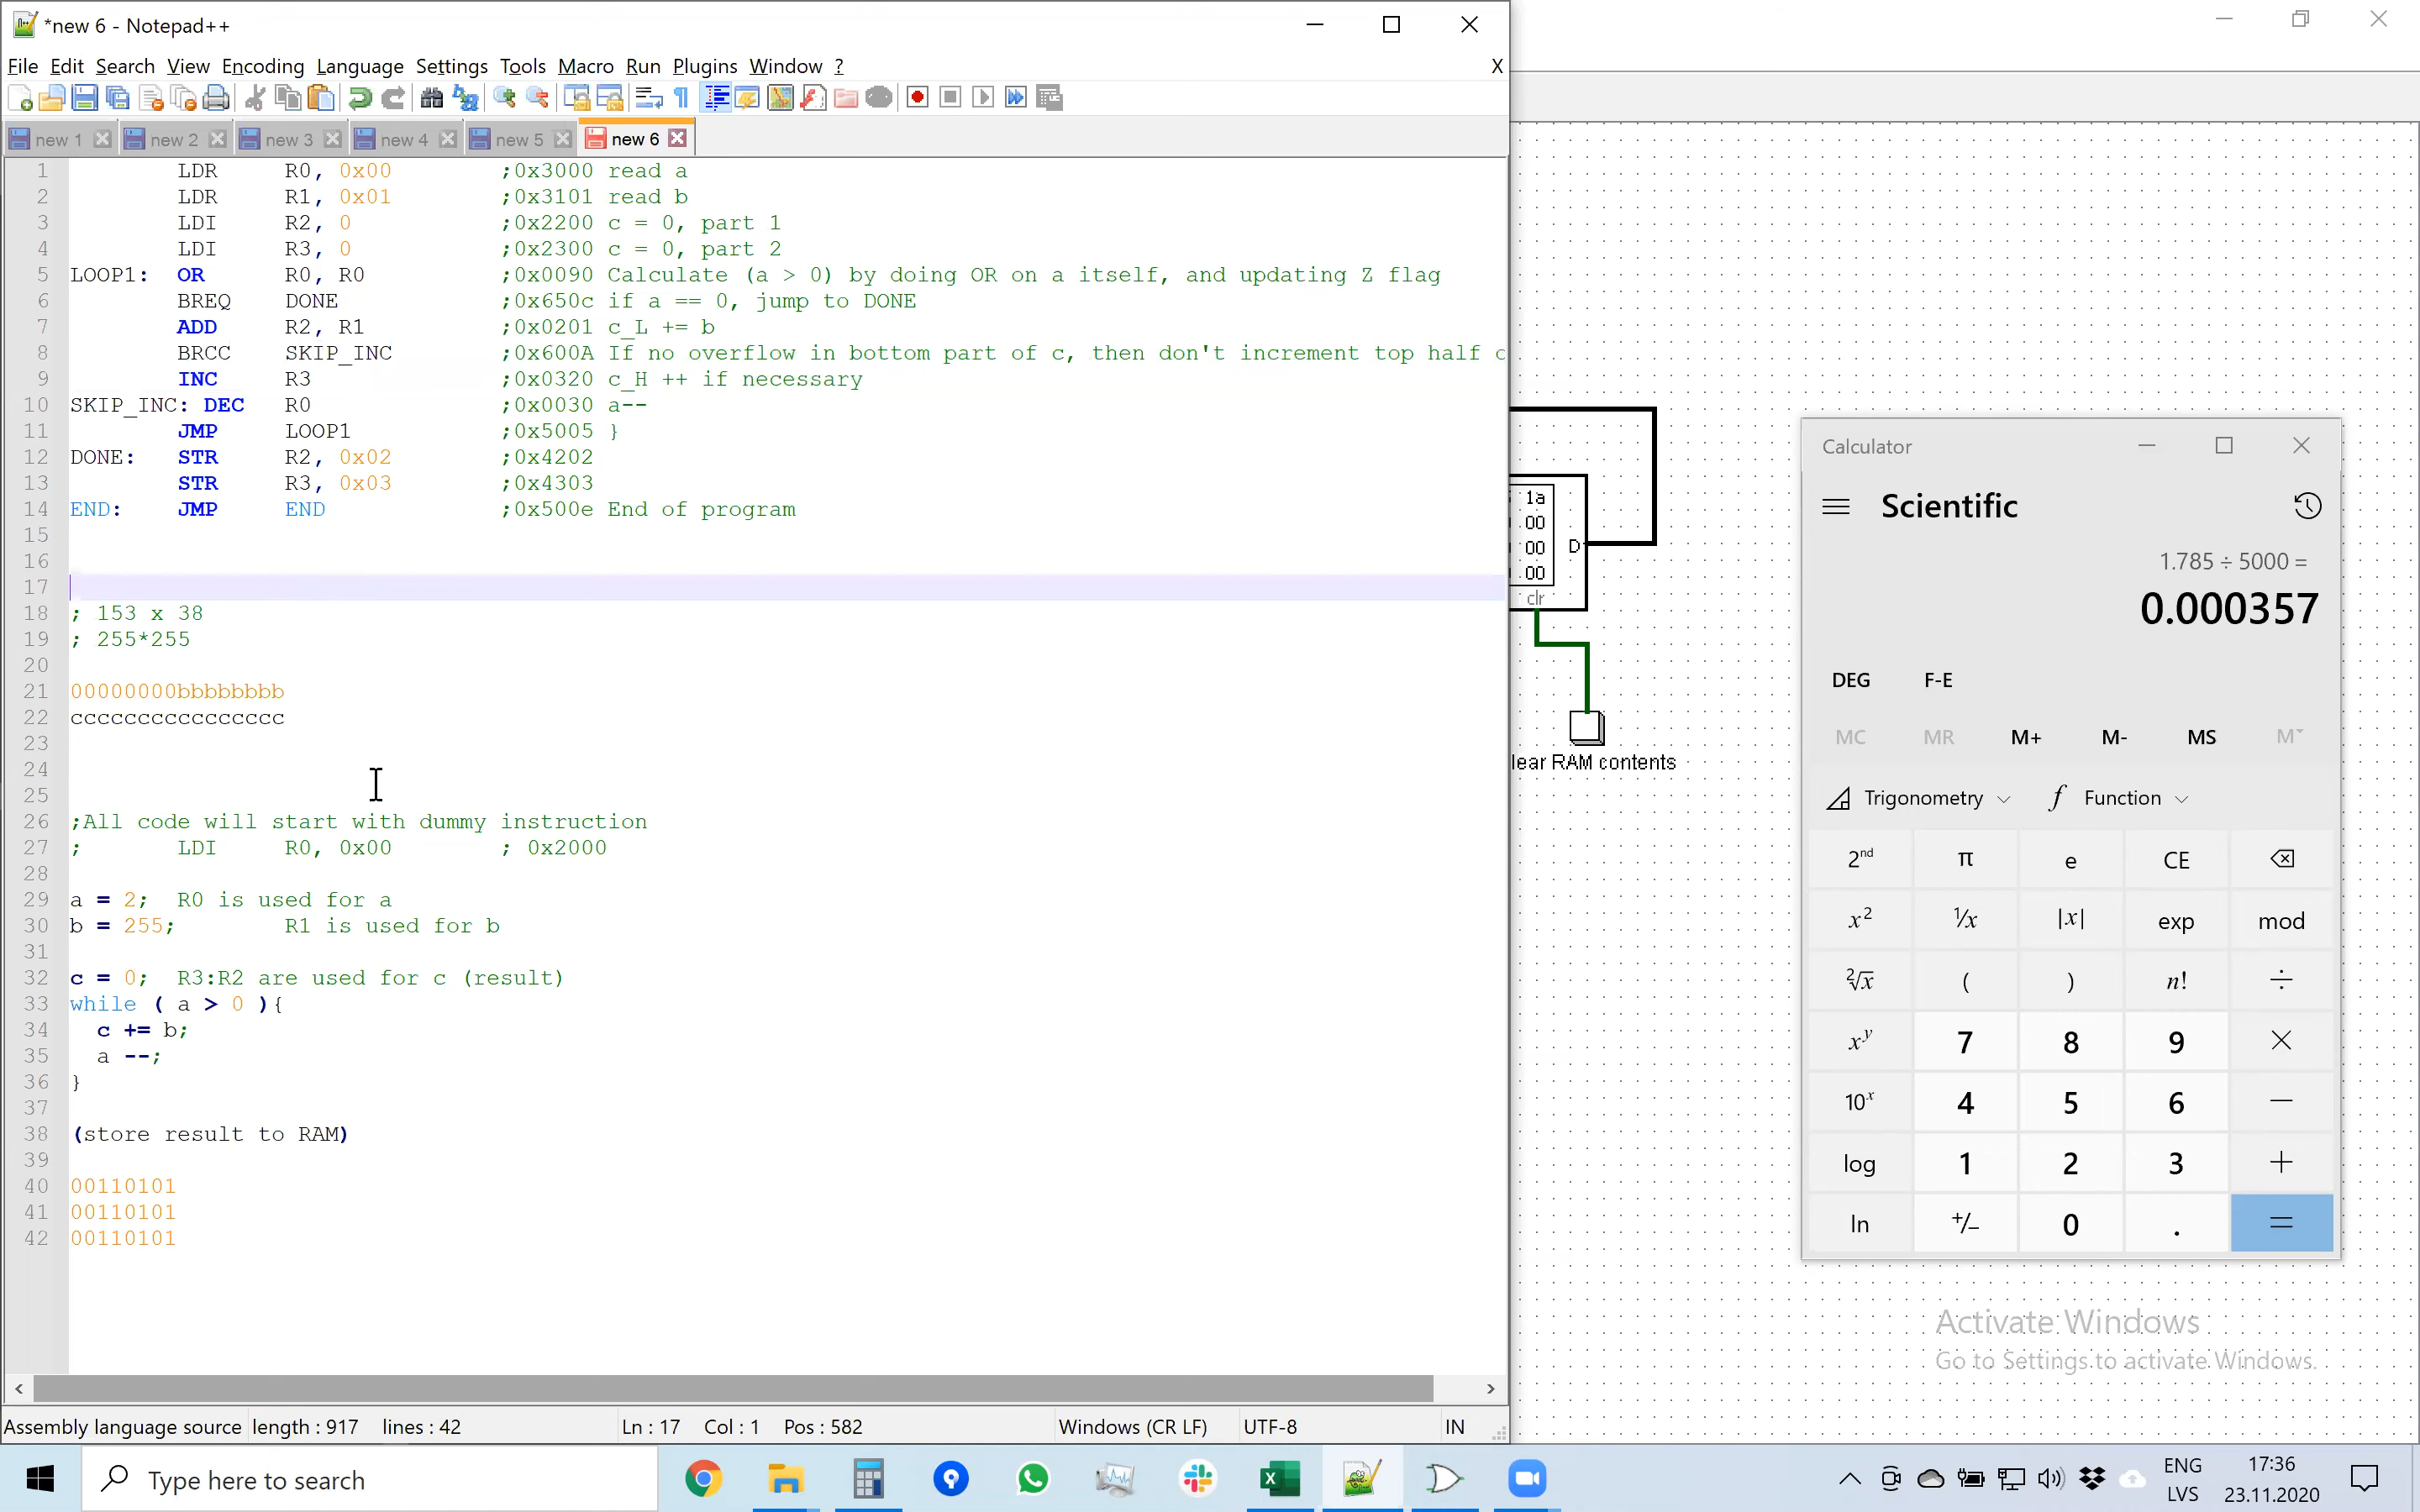 *new 6 - Notepad++
File Edit Search View Encoding Language Settings Tools Macro Run Plugins Window ? X
new 1 new 2 new 3 new 4 new 5 new 6
1 LDR R0, 0x00 ;0x3000 read a
2 LDR R1, 0x01 ;0x3101 read b
3 LDI R2, 0 ;0x2200 c = 0, part 1
4 LDI R3, 0 ;0x2300 c = 0, part 2
5 LOOP1: OR R0, R0 ;0x0090 Calculate (a > 0) by doing OR on a itself, and updating Z flag
6 BREQ DONE ;0x650c if a == 0, jump to DONE
7 ADD R2, R1 ;0x0201 c_L += b
8 BRCC SKIP_INC ;0x600A If no overflow in bottom part of c, then don't increment top half
9 INC R3 ;0x0320 c_H ++ if necessary
10 SKIP_INC: DEC R0 ;0x0030 a--
11 JMP LOOP1 ;0x5005 }
12 DONE: STR R2, 0x02 ;0x4202
13 STR R3, 0x03 ;0x4303
14 END: JMP END ;0x500e End of program
15
16
17
18 ; 153 x 38
19 ; 255*255
20
21 00000000bbbbbbbb
22 cccccccccccccccc
23
24
25
26 ;All code will start with dummy instruction
27 ; LDI R0, 0x00 ; 0x2000
28
29 a = 2; R0 is used for a
30 b = 255; R1 is used for b
31
32 c = 0; R3:R2 are used for c (result)
33 while ( a > 0 ){
34 c += b;
35 a --;
36 }
37
38 (store result to RAM)
39
40 00110101
41 00110101
42 00110101
Assembly language source length : 917 lines : 42 Ln : 17 Col : 1 Pos : 582 Windows (CR LF) UTF-8 IN
1a
00
00
00
D
clr
lear RAM contents
Calculator
Scientific
1.785 ÷ 5000 =
0.000357
DEG F-E
MC MR M+ M- MS M˅
Trigonometry f Function
2nd π e CE
x² ¹/x |x| exp mod
²√x ( ) n! ÷
xʸ 7 8 9 ×
10ˣ 4 5 6 −
log 1 2 3 +
ln +/− 0 . =
Activate Windows
Go to Settings to activate Windows.
Type here to search
ENG
LVS
17:36
23.11.2020